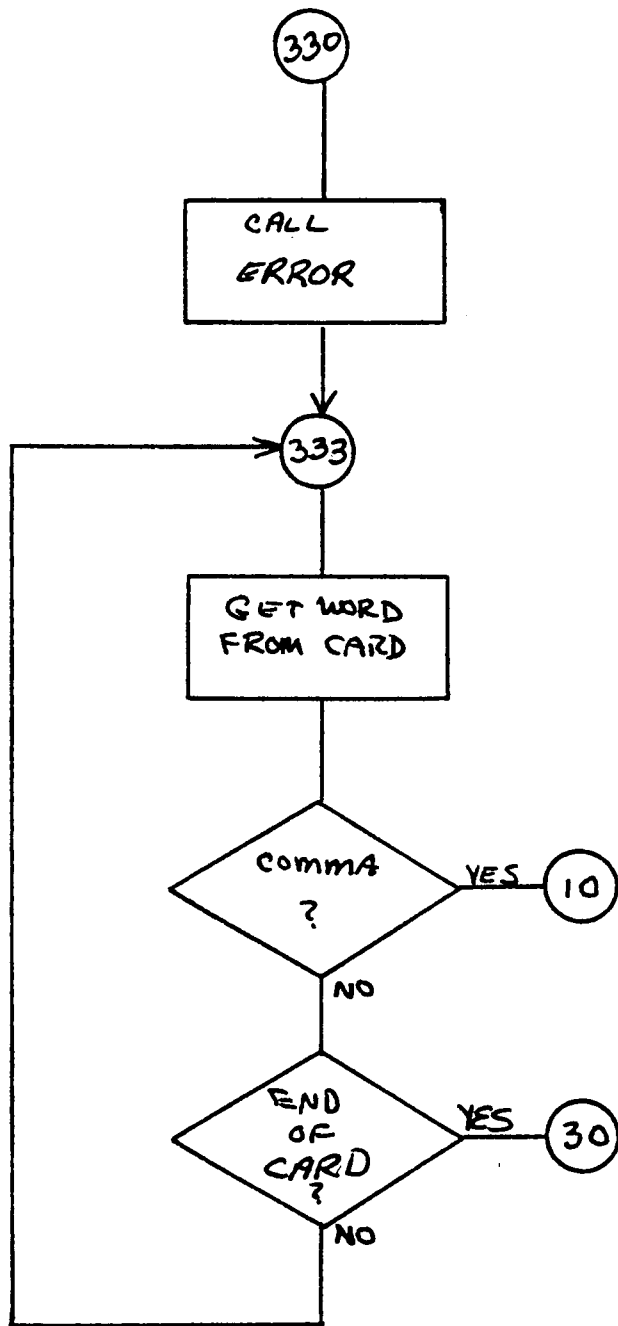 330
CALL
ERROR
333
GET WORD
FROM CARD
COMMA
?
YES
10
NO
END
OF
CARD
?
YES
30
NO